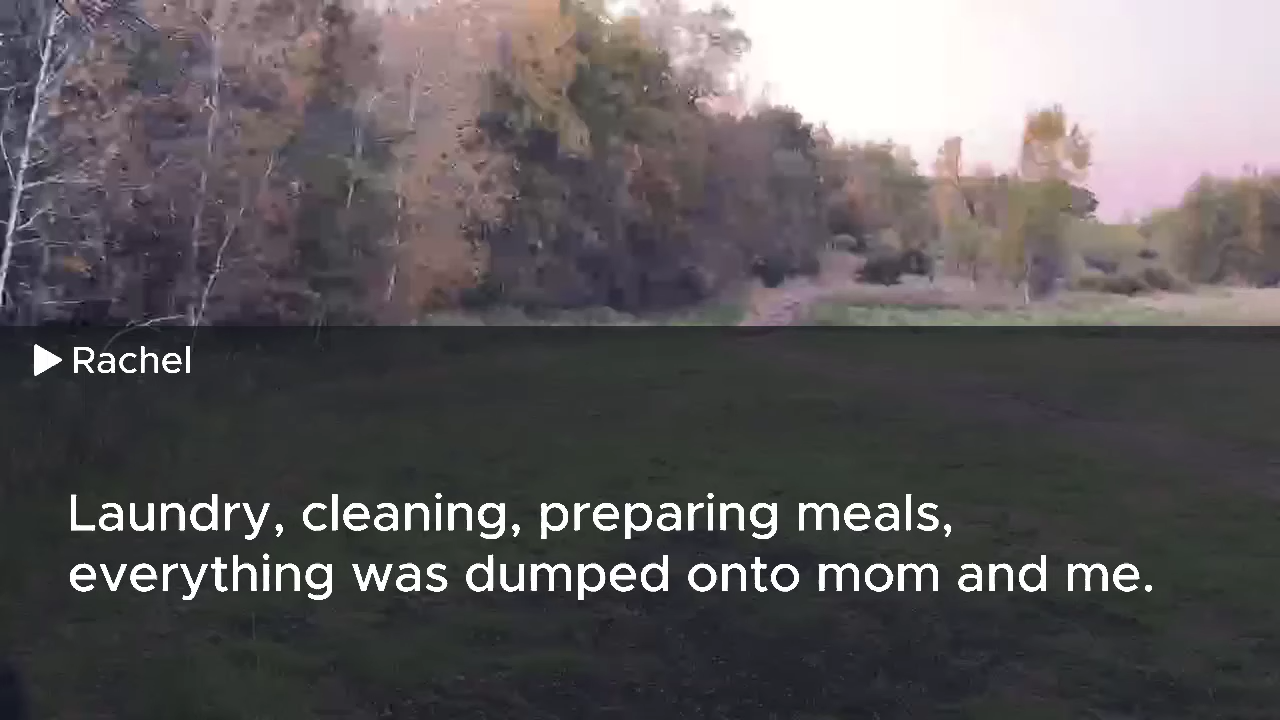 Rachel
Laundry, cleaning, preparing meals,
everything was dumped onto mom and me.